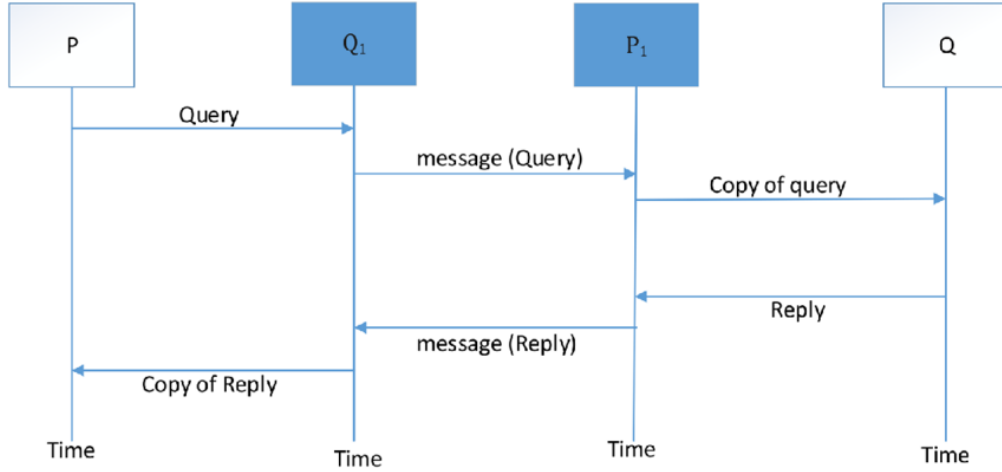 P Q₁ P₁ Q
Query
message (Query)
Copy of query
Reply
message (Reply)
Copy of Reply
Time Time Time Time